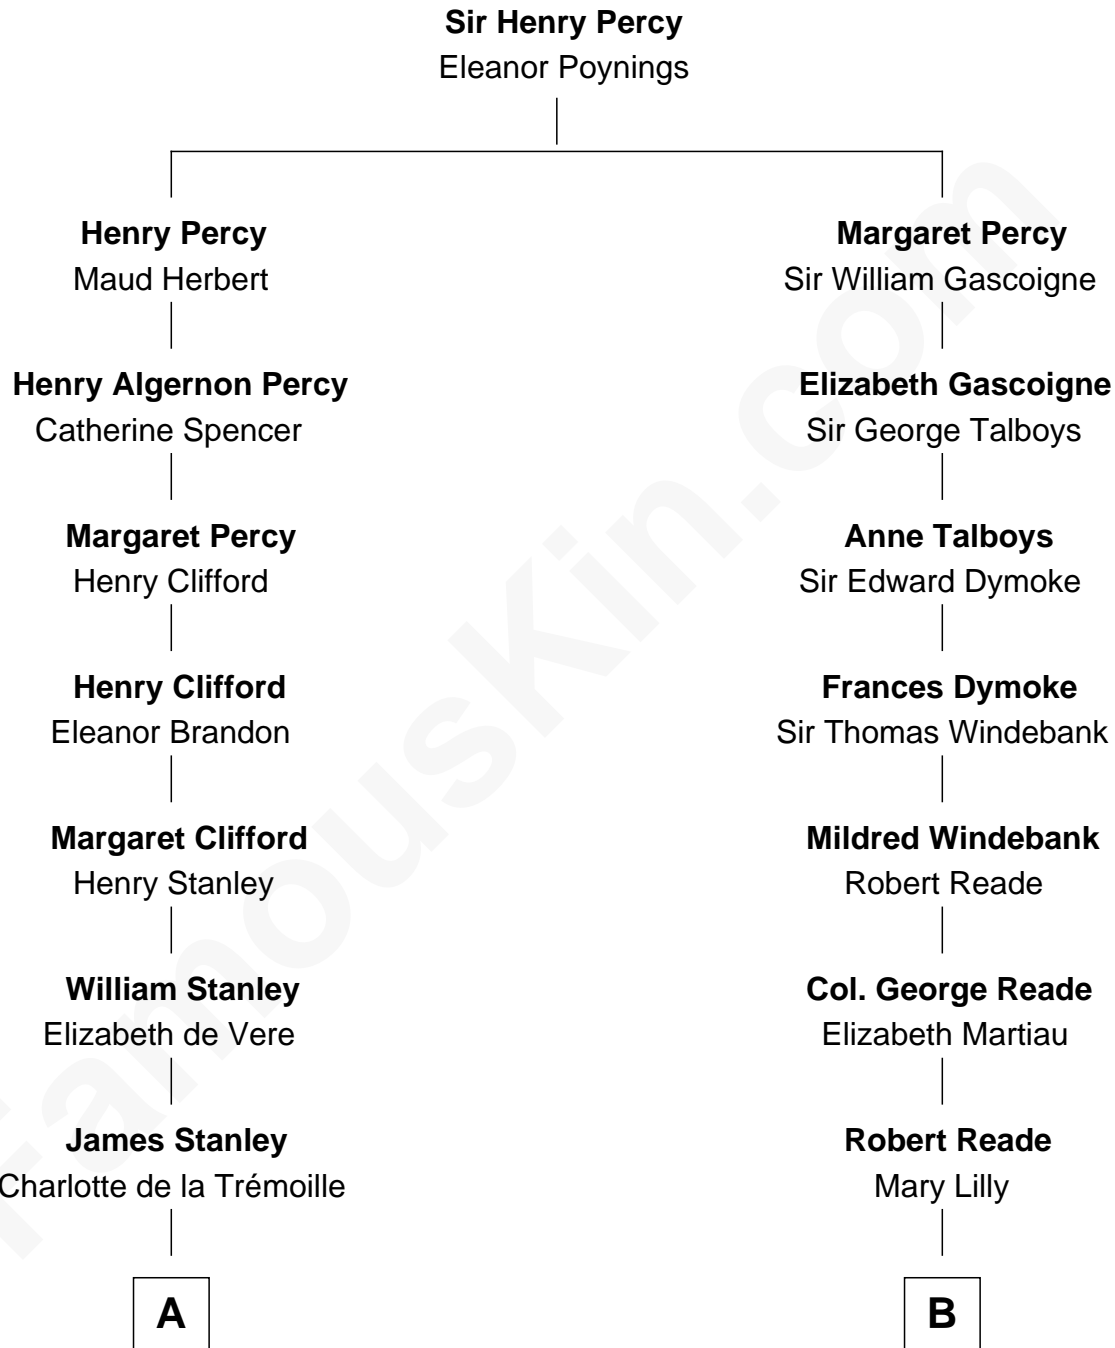 Sir Henry Percy
Eleanor Poynings
Henry Percy
Maud Herbert
Margaret Percy
Sir William Gascoigne
Henry Algernon Percy
Catherine Spencer
Elizabeth Gascoigne
Sir George Talboys
Margaret Percy
Henry Clifford
Anne Talboys
Sir Edward Dymoke
Henry Clifford
Eleanor Brandon
Frances Dymoke
Sir Thomas Windebank
Margaret Clifford
Henry Stanley
Mildred Windebank
Robert Reade
William Stanley
Elizabeth de Vere
Col. George Reade
Elizabeth Martiau
James Stanley
Charlotte de la Trémoille
Robert Reade
Mary Lilly
A
B
FamousKin.com